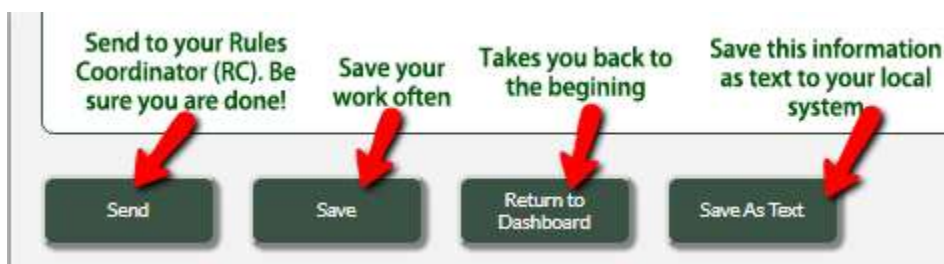 Send to your Rules
Coordinator (RC). Be
sure you are done!
Save your
work often
Takes you back to
the begining
Save this information
as text to your local
system
Send
Save
Return to
Dashboard
Save As Text